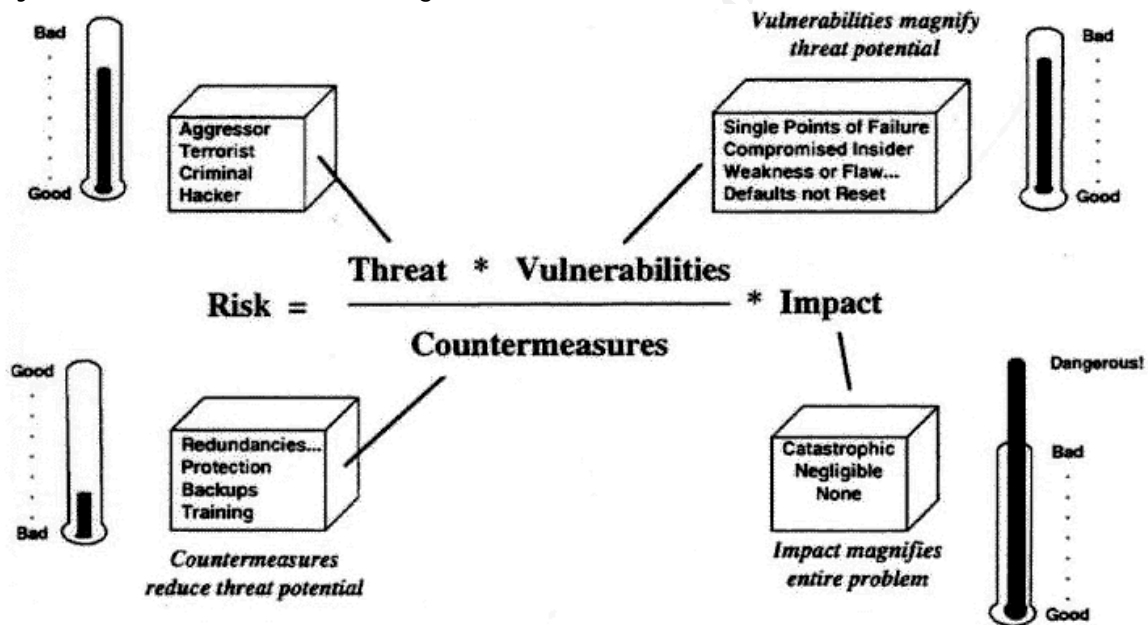 Bad
Good
Aggressor
Terrorist
Criminal
Hacker
Vulnerabilities magnify
threat potential
Single Points of Failure
Compromised Insider
Weakness or Flaw...
Defaults not Reset
Bad
Good
Risk = Threat * Vulnerabilities * Impact
Countermeasures
Good
Bad
Redundancies...
Protection
Backups
Training
Countermeasures
reduce threat potential
Catastrophic
Negligible
None
Impact magnifies
entire problem
Dangerous!
Bad
Good